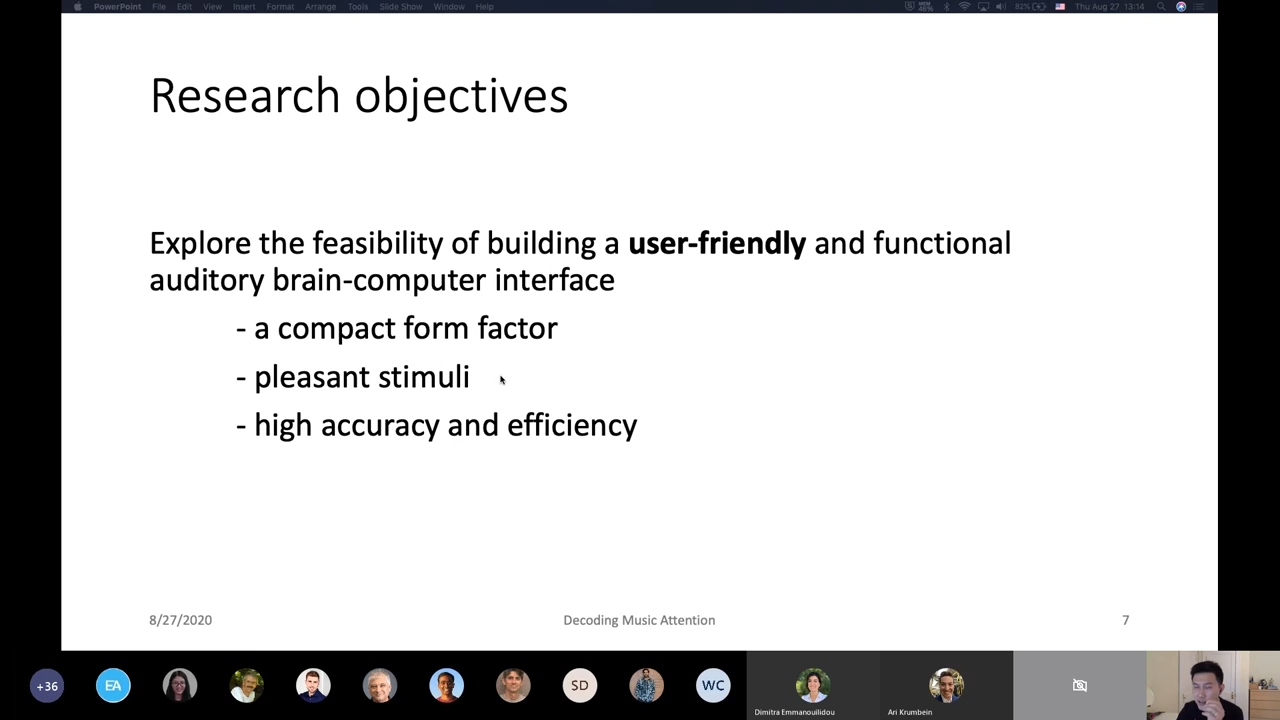 PowerPoint File Edit View Insert Format Arrange Tools Slide Show Window Help
82% Thu Aug 27 13:14
Research objectives
Explore the feasibility of building a user-friendly and functional
auditory brain-computer interface
- a compact form factor
- pleasant stimuli
- high accuracy and efficiency
8/27/2020 Decoding Music Attention 7
+36 EA SD WC
Dimitra Emmanouilidou Ari Krumbein